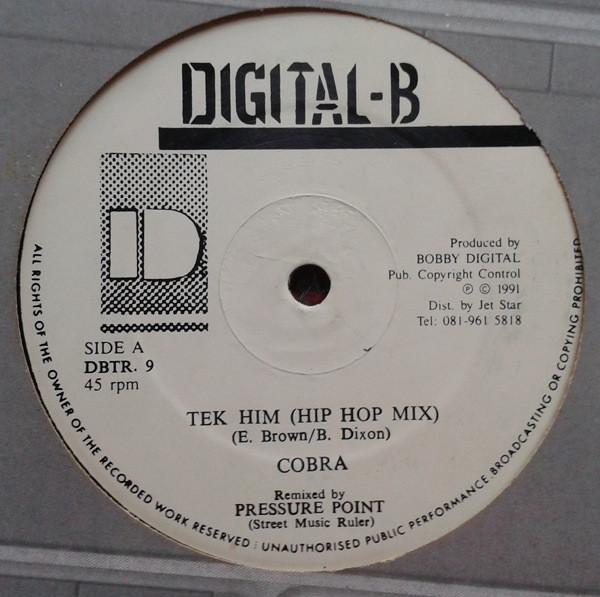 DIGITAL-B
D
Produced by
BOBBY DIGITAL
Pub. Copyright Control
℗ © 1991
Dist. by Jet Star
Tel: 081-961 5818
SIDE A
DBTR. 9
45 rpm
TEK HIM (HIP HOP MIX)
(E. Brown/B. Dixon)
COBRA
Remixed by
PRESSURE POINT
(Street Music Ruler)
ALL RIGHTS OF THE OWNER OF THE RECORDED WORK RESERVED : UNAUTHORISED PUBLIC PERFORMANCE.BROADCASTING OR COPYING PROHIBITED